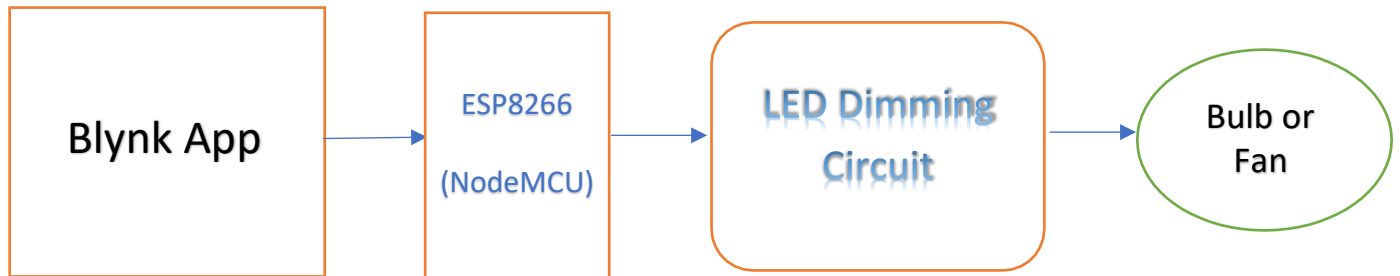 Blynk App
ESP8266
(NodeMCU)
LED Dimming
Circuit
Bulb or
Fan